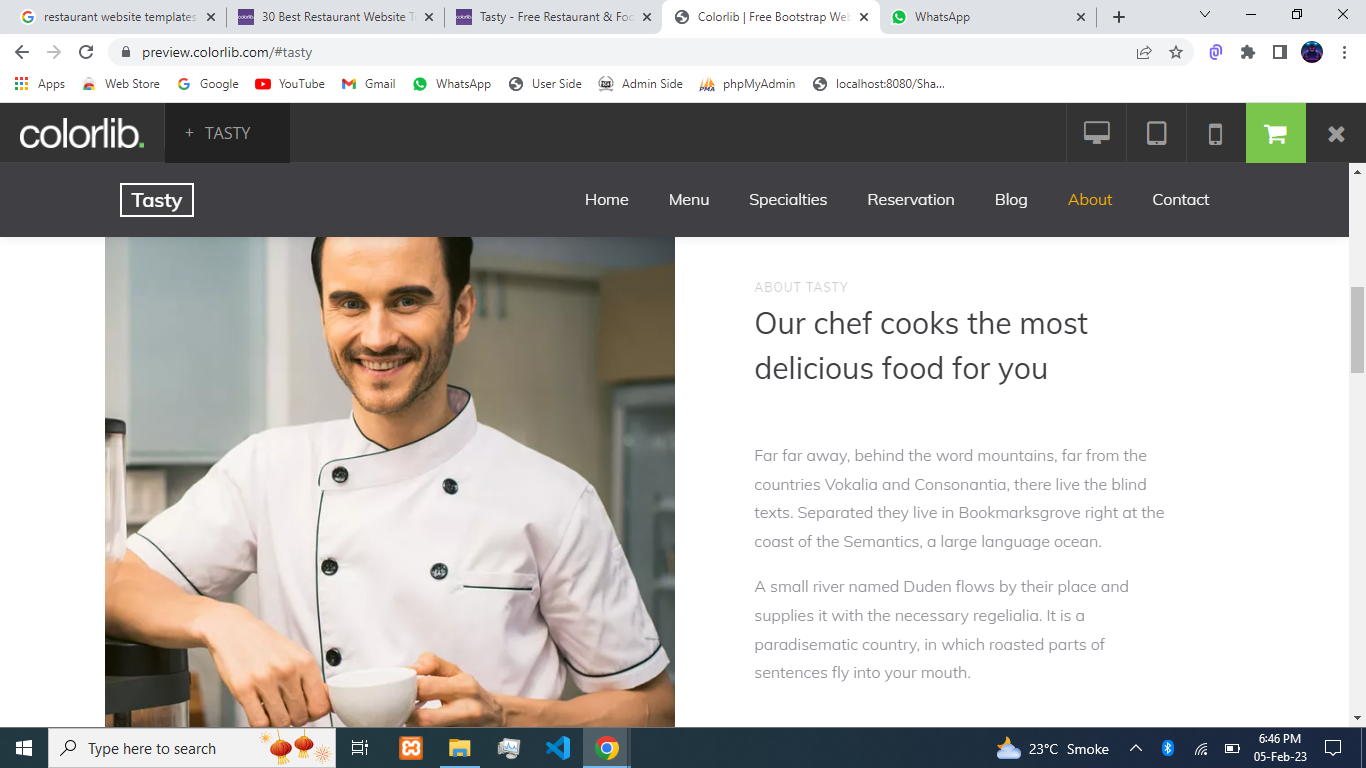 restaurant website templates
30 Best Restaurant Website T
Tasty - Free Restaurant & Foo
Colorlib | Free Bootstrap Web
WhatsApp
preview.colorlib.com/#tasty
Apps Web Store Google YouTube Gmail WhatsApp User Side Admin Side phpMyAdmin localhost:8080/Sha...
colorlib. + TASTY
Tasty Home Menu Specialties Reservation Blog About Contact
ABOUT TASTY
Our chef cooks the most
delicious food for you
Far far away, behind the word mountains, far from the
countries Vokalia and Consonantia, there live the blind
texts. Separated they live in Bookmarksgrove right at the
coast of the Semantics, a large language ocean.
A small river named Duden flows by their place and
supplies it with the necessary regelialia. It is a
paradisematic country, in which roasted parts of
sentences fly into your mouth.
Type here to search
23°C Smoke
6:46 PM
05-Feb-23